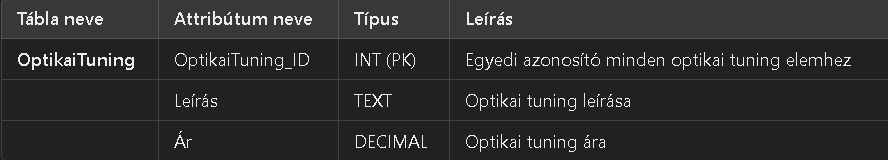 Tábla neve Attribútum neve Típus Leírás
OptikaiTuning OptikaiTuning_ID INT (PK) Egyedi azonosító minden optikai tuning elemhez
Leírás TEXT Optikai tuning leírása
Ár DECIMAL Optikai tuning ára